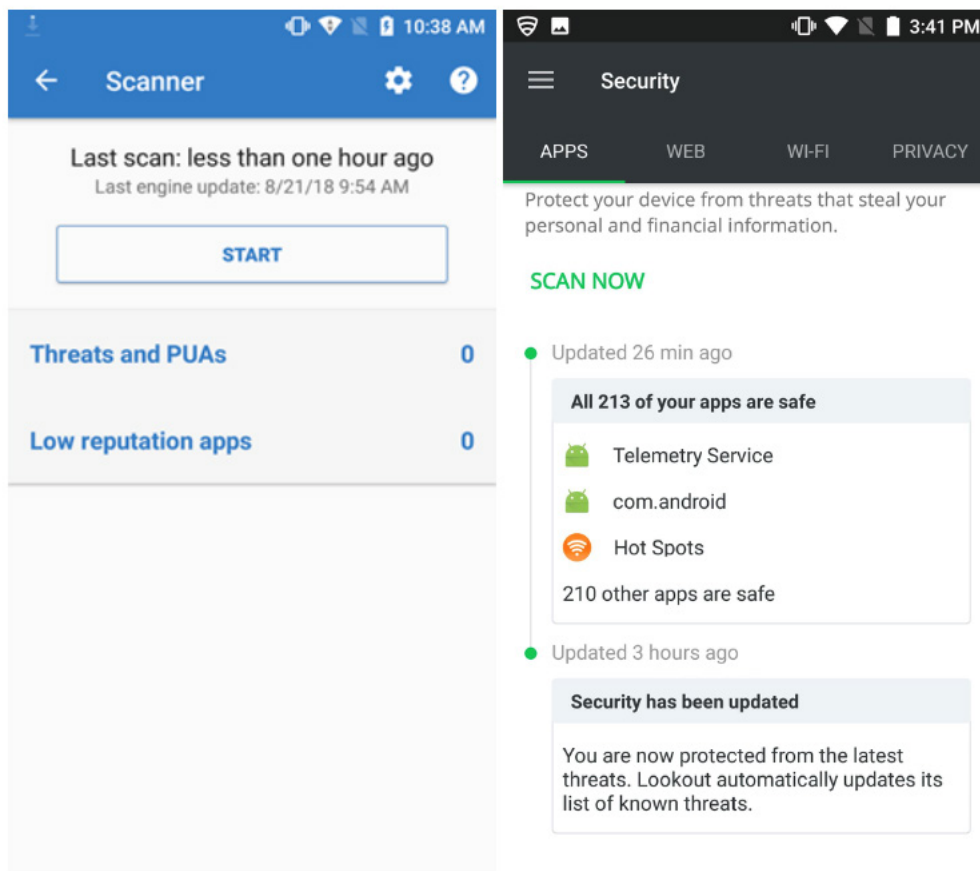 10:38 AM
Scanner
Last scan: less than one hour ago
Last engine update: 8/21/18 9:54 AM
START
Threats and PUAs 0
Low reputation apps 0
3:41 PM
Security
APPS WEB WI-FI PRIVACY
Protect your device from threats that steal your
personal and financial information.
SCAN NOW
Updated 26 min ago
All 213 of your apps are safe
Telemetry Service
com.android
Hot Spots
210 other apps are safe
Updated 3 hours ago
Security has been updated
You are now protected from the latest
threats. Lookout automatically updates its
list of known threats.